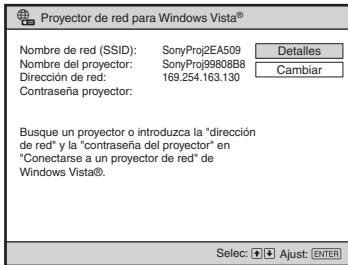 Proyector de red para Windows Vista®
Nombre de red (SSID): SonyProj2EA509 Detalles
Nombre del proyector: SonyProj99808B8 Cambiar
Dirección de red: 169.254.163.130
Contraseña proyector:
Busque un proyector o introduzca la "dirección
de red" y la "contraseña del proyector" en
"Conectarse a un proyector de red" de
Windows Vista®.
Selec: Ajust: ENTER